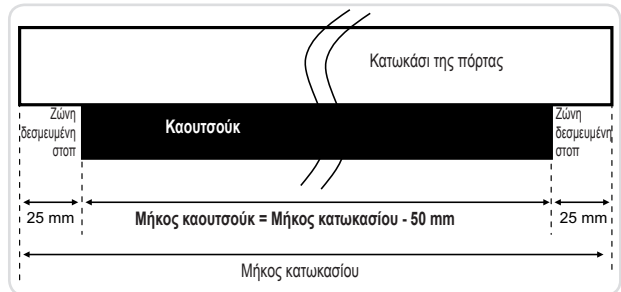 Κατωκάσι της πόρτας
Ζώνη
δεσμευμένη
στοπ
Καουτσούκ
Ζώνη
δεσμευμένη
στοπ
25 mm
Μήκος καουτσούκ = Μήκος κατωκασίου - 50 mm
25 mm
Μήκος κατωκασίου